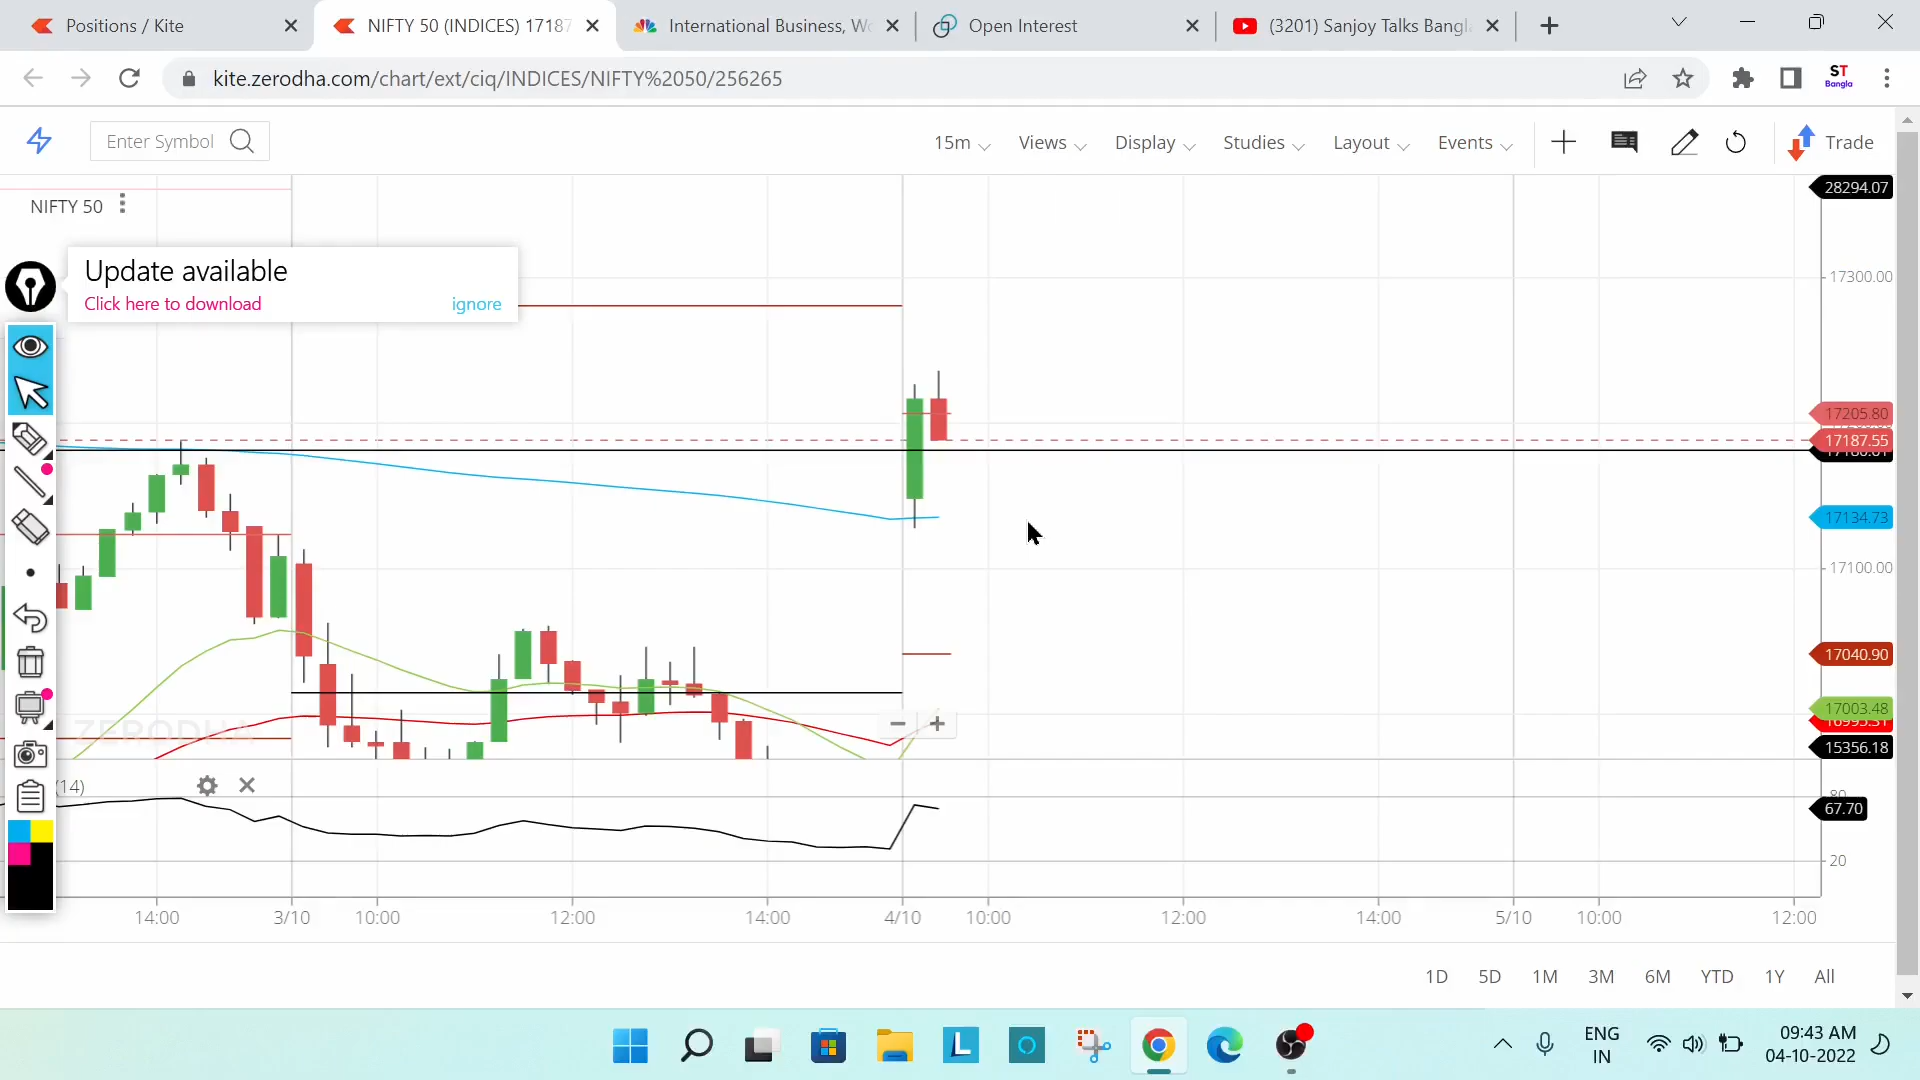 Positions / Kite
NIFTY 50 (INDICES) 17187
International Business, Wo
Open Interest
(3201) Sanjoy Talks Bangl
kite.zerodha.com/chart/ext/ciq/INDICES/NIFTY%2050/256265
ST
Bangla
Enter Symbol
15m
Views
Display
Studies
Layout
Events
Trade
NIFTY 50
28294.07
Update available
Click here to download
ignore
17300.00
17205.80
17187.55
17134.73
17100.00
17040.90
17003.48
15356.18
ZERODHA
(14)
80
67.70
20
14:00
3/10
10:00
12:00
14:00
4/10
10:00
12:00
14:00
5/10
10:00
12:00
1D
5D
1M
3M
6M
YTD
1Y
All
ENG
IN
09:43 AM
04-10-2022